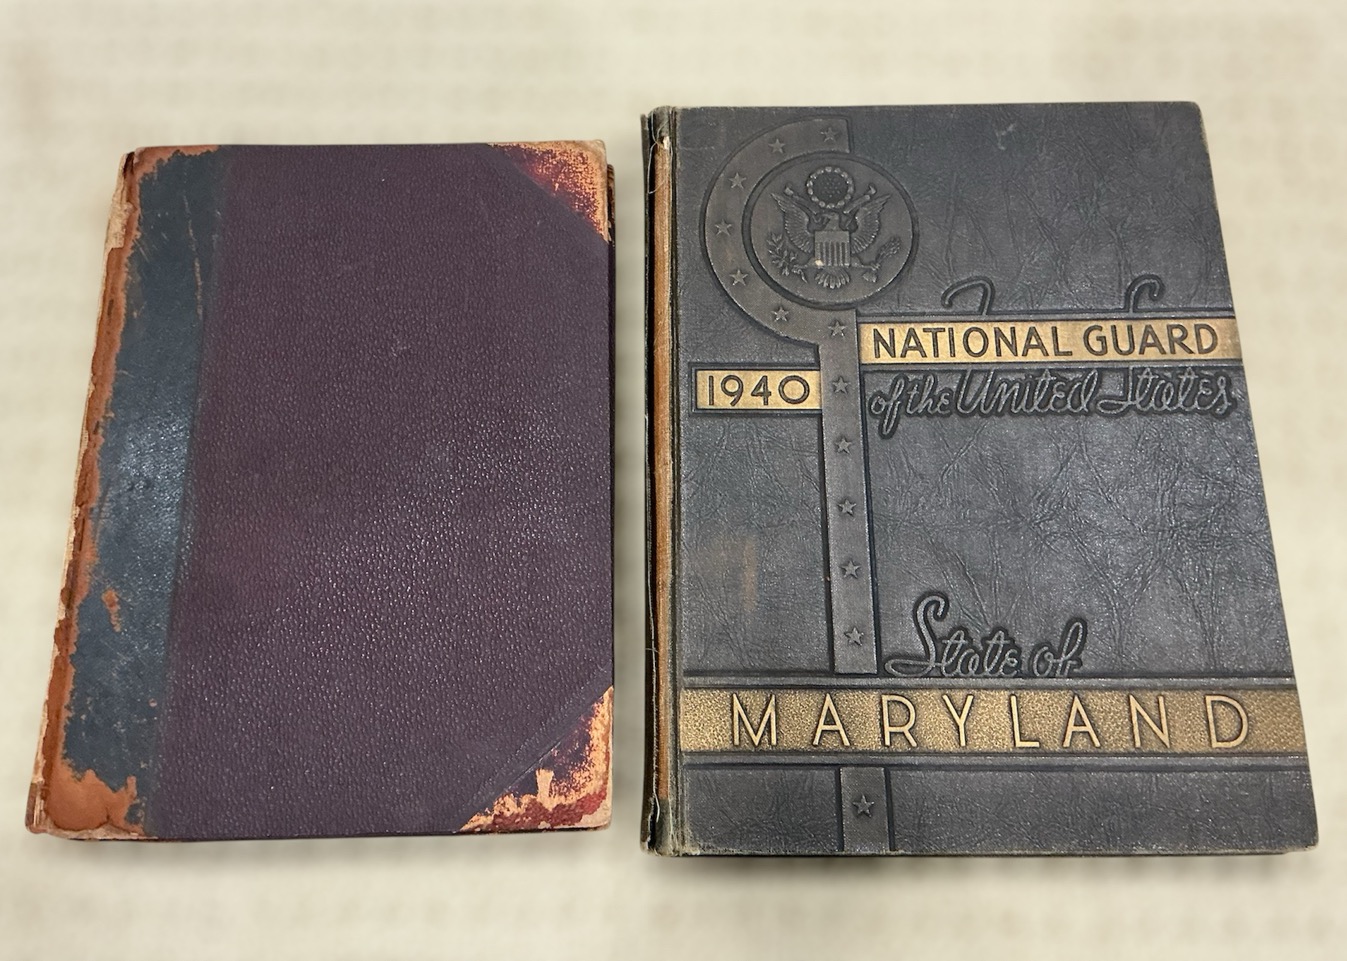 NATIONAL GUARD
1940
of the United States
State of
MARYLAND